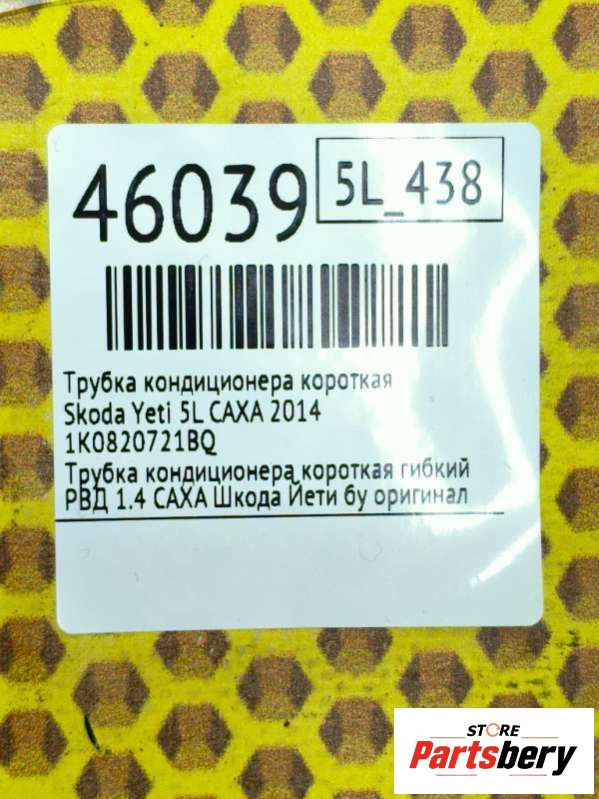 46039
5L_438
Трубка кондиционера короткая
Skoda Yeti 5L CAXA 2014
1K0820721BQ
Трубка кондиционера короткая гибкий
РВД 1.4 CAXA Шкода Йети бу оригинал
STORE
Partsbery